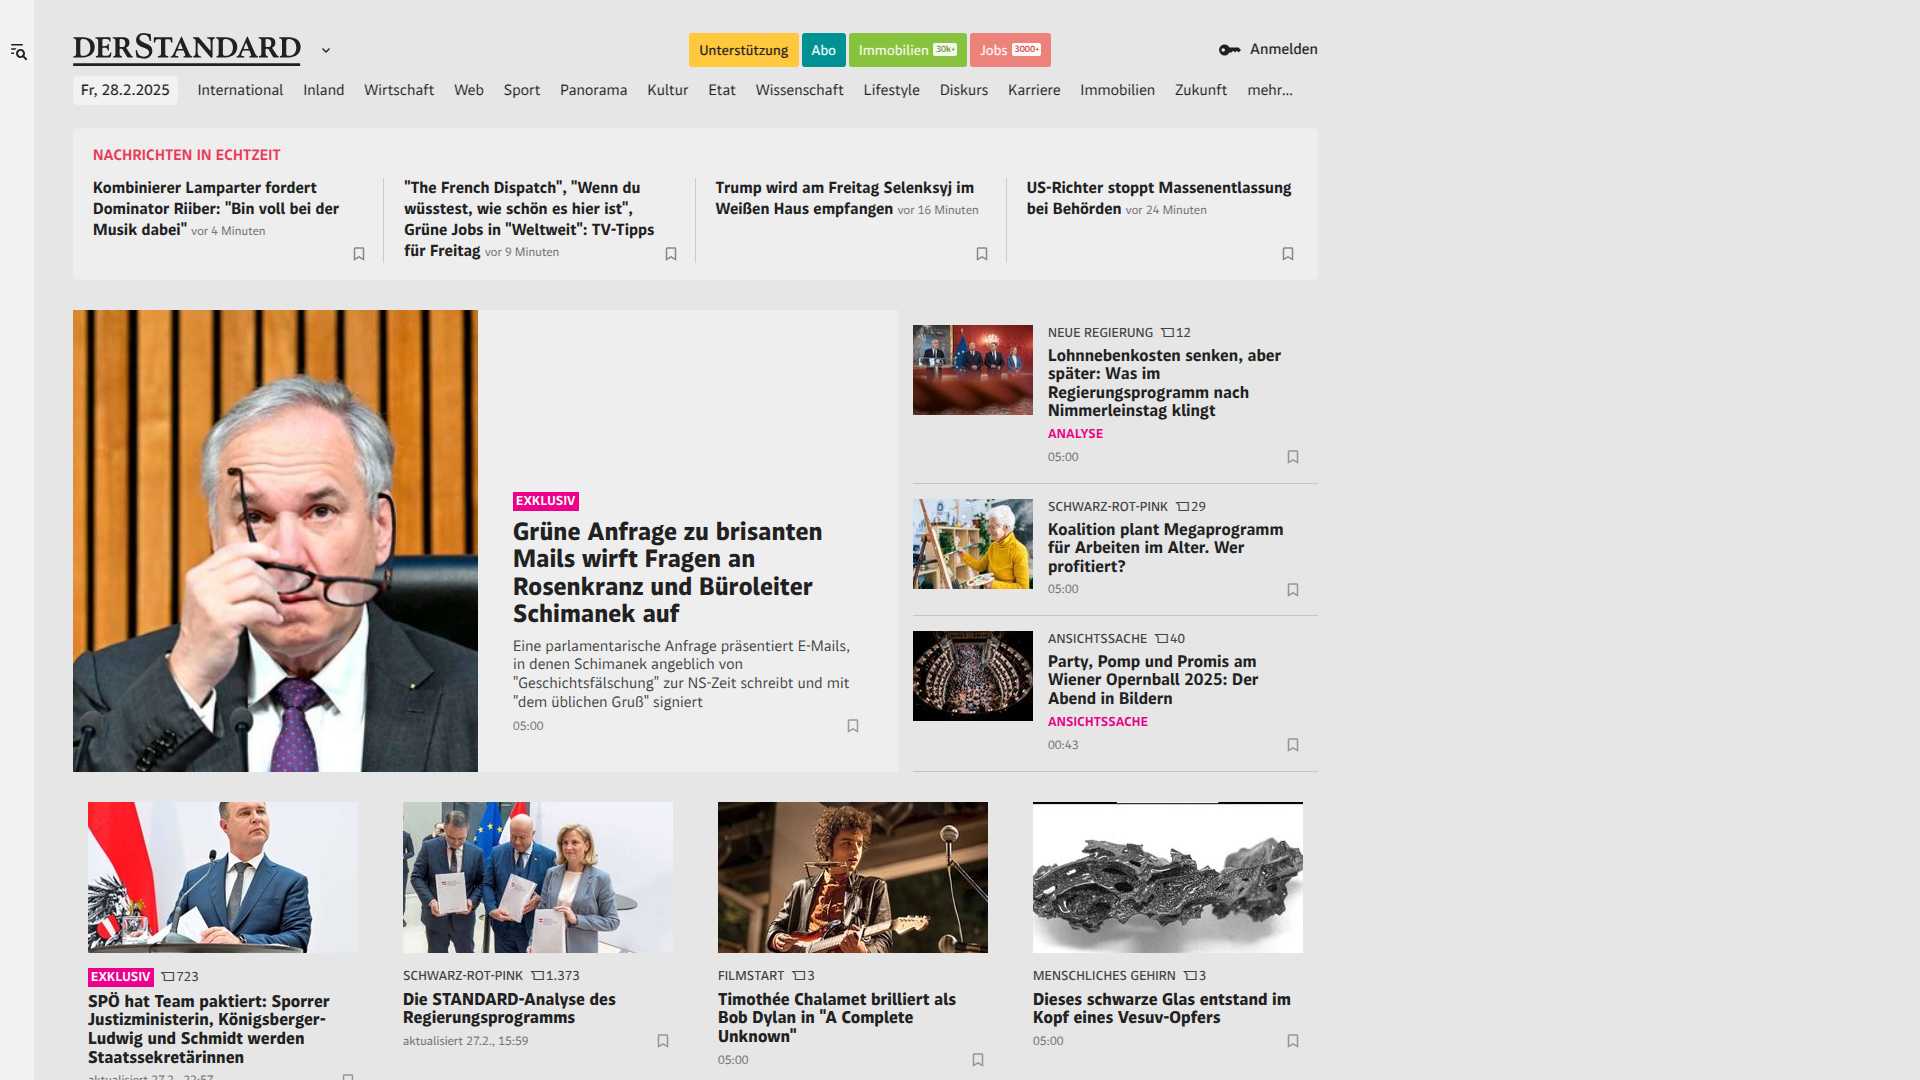 DERSTANDARD
Unterstützung
Abo
Immobilien 30k+
Jobs 3000+
Anmelden
Fr, 28.2.2025
International
Inland
Wirtschaft
Web
Sport
Panorama
Kultur
Etat
Wissenschaft
Lifestyle
Diskurs
Karriere
Immobilien
Zukunft
mehr...
NACHRICHTEN IN ECHTZEIT
Kombinierer Lamparter fordert
Dominator Riiber: "Bin voll bei der
Musik dabei" vor 4 Minuten
"The French Dispatch", "Wenn du
wüsstest, wie schön es hier ist",
Grüne Jobs in "Weltweit": TV-Tipps
für Freitag vor 9 Minuten
Trump wird am Freitag Selenksyj im
Weißen Haus empfangen vor 16 Minuten
US-Richter stoppt Massenentlassung
bei Behörden vor 24 Minuten
EXKLUSIV
Grüne Anfrage zu brisanten
Mails wirft Fragen an
Rosenkranz und Büroleiter
Schimanek auf
Eine parlamentarische Anfrage präsentiert E-Mails,
in denen Schimanek angeblich von
"Geschichtsfälschung" zur NS-Zeit schreibt und mit
"dem üblichen Gruß" signiert
05:00
NEUE REGIERUNG 12
Lohnnebenkosten senken, aber
später: Was im
Regierungsprogramm nach
Nimmerleinstag klingt
ANALYSE
05:00
SCHWARZ-ROT-PINK 29
Koalition plant Megaprogramm
für Arbeiten im Alter. Wer
profitiert?
05:00
ANSICHTSSACHE 40
Party, Pomp und Promis am
Wiener Opernball 2025: Der
Abend in Bildern
ANSICHTSSACHE
00:43
EXKLUSIV 723
SPÖ hat Team paktiert: Sporrer
Justizministerin, Königsberger-
Ludwig und Schmidt werden
Staatssekretärinnen
aktualisiert 27.2., 22:57
SCHWARZ-ROT-PINK 1.373
Die STANDARD-Analyse des
Regierungsprogramms
aktualisiert 27.2., 15:59
FILMSTART 3
Timothée Chalamet brilliert als
Bob Dylan in "A Complete
Unknown"
05:00
MENSCHLICHES GEHIRN 3
Dieses schwarze Glas entstand im
Kopf eines Vesuv-Opfers
05:00